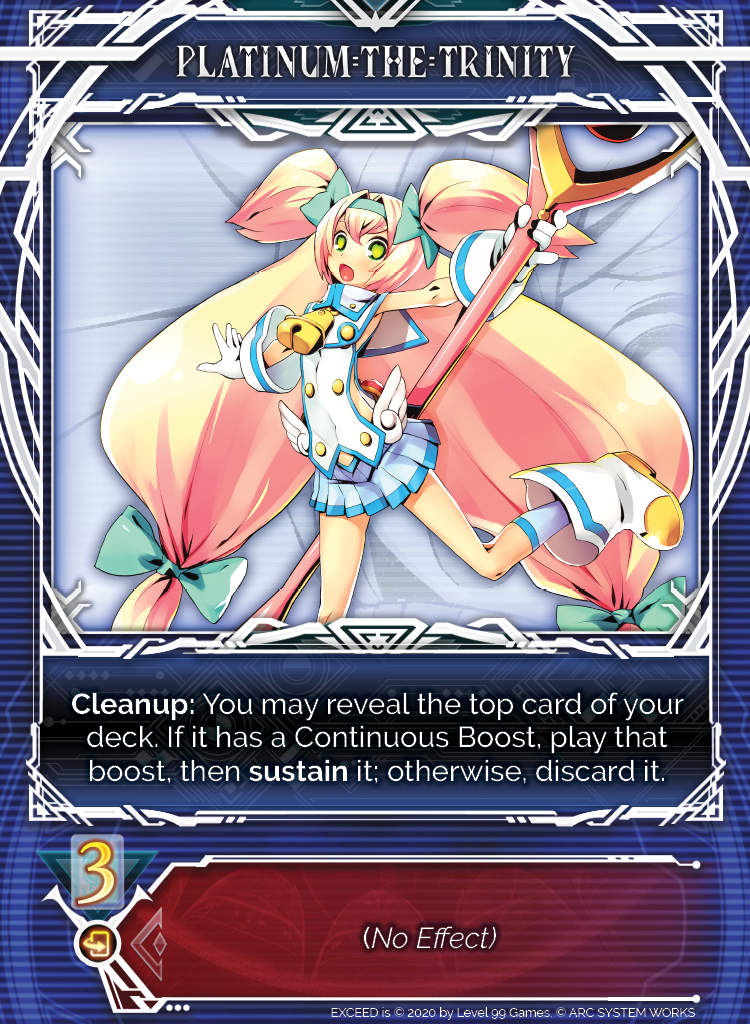 PLATINUM=THE=TRINITY
Cleanup: You may reveal the top card of your
deck. If it has a Continuous Boost, play that
boost, then sustain it; otherwise, discard it.
3
(No Effect)
EXCEED is © 2020 by Level 99 Games. © ARC SYSTEM WORKS